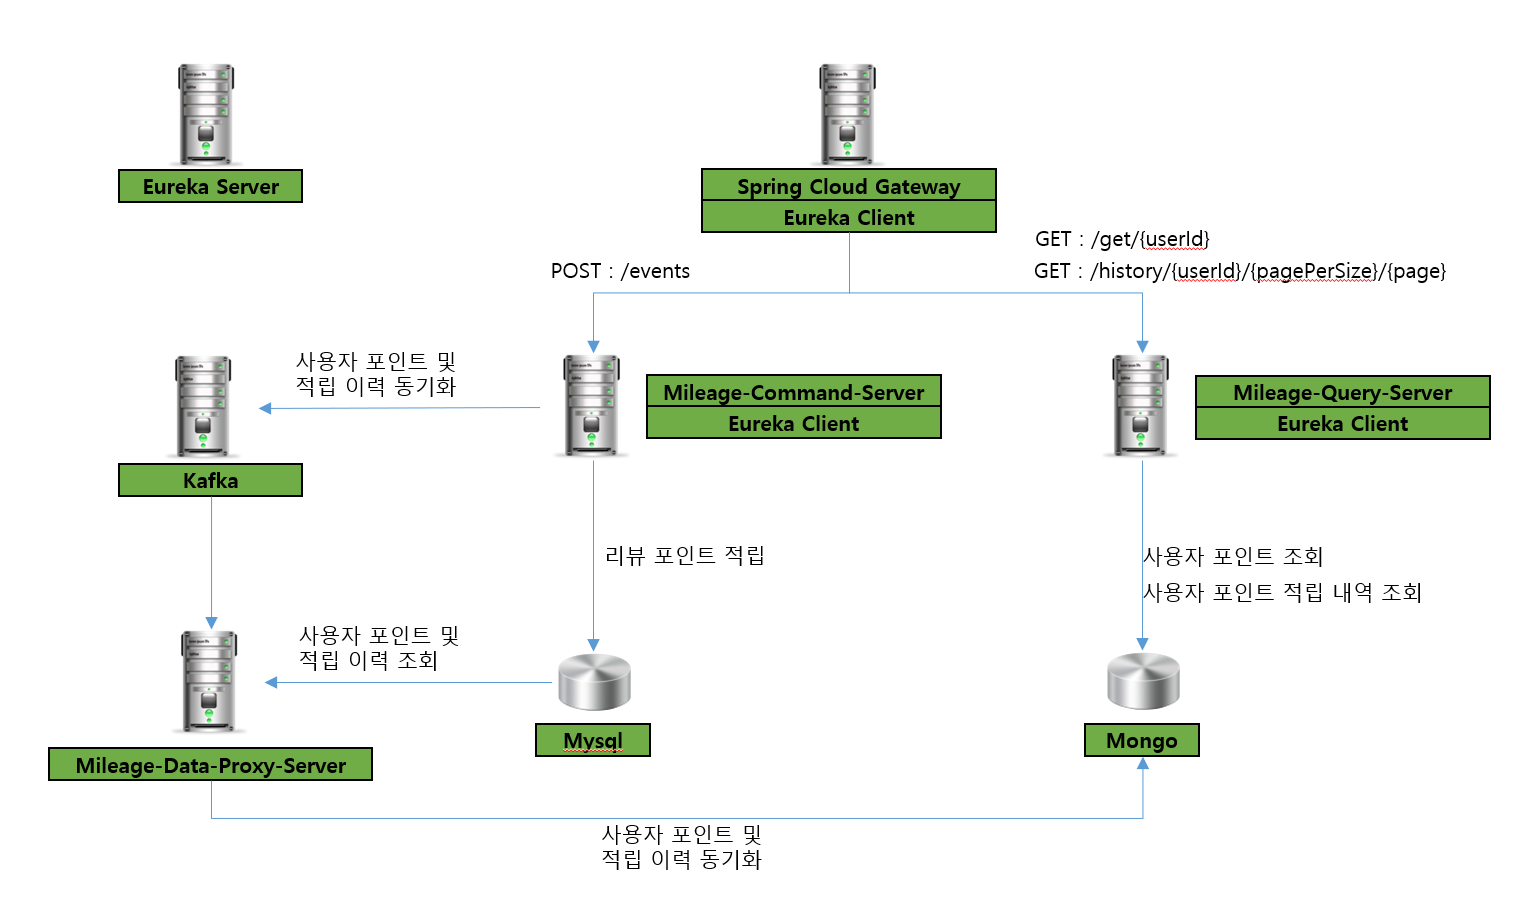 Eureka Server
Spring Cloud Gateway
Eureka Client
POST : /events
GET : /get/{userId}
GET : /history/{userId}/{pagePerSize}/{page}
사용자 포인트 및
적립 이력 동기화
Mileage-Command-Server
Eureka Client
Mileage-Query-Server
Eureka Client
Kafka
리뷰 포인트 적립
사용자 포인트 조회
사용자 포인트 적립 내역 조회
사용자 포인트 및
적립 이력 조회
Mysql
Mongo
Mileage-Data-Proxy-Server
사용자 포인트 및
적립 이력 동기화